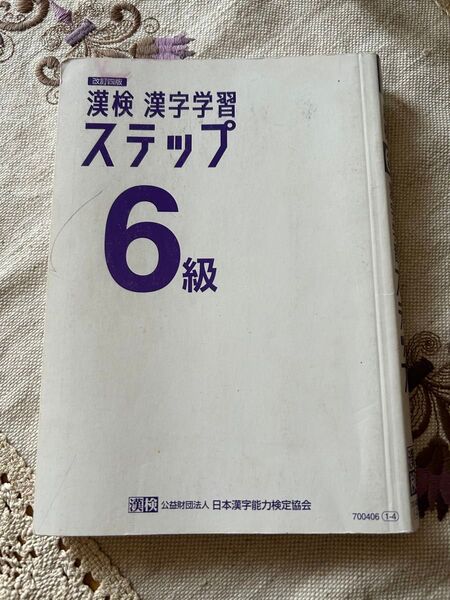 改訂四版
漢検 漢字学習
ステップ
6級
漢検 公益財団法人 日本漢字能力検定協会
700406 1-4